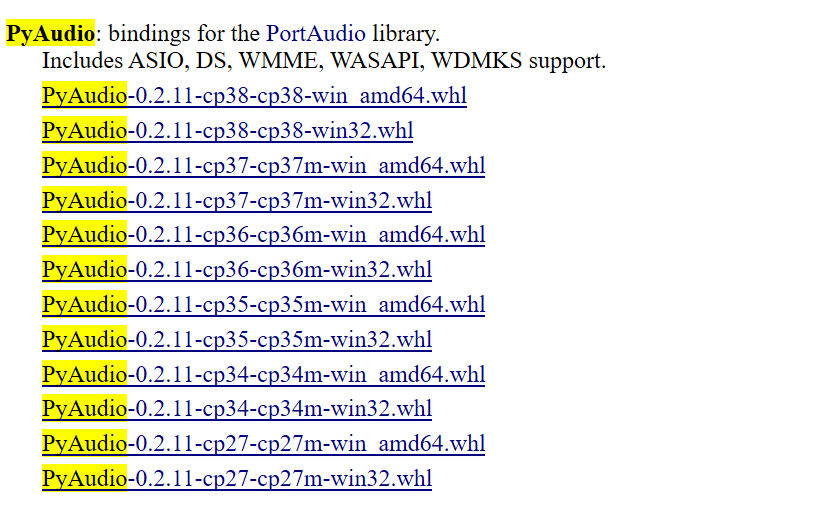 PyAudio: bindings for the PortAudio library.
Includes ASIO, DS, WMME, WASAPI, WDMKS support.
PyAudio-0.2.11-cp38-cp38-win_amd64.whl
PyAudio-0.2.11-cp38-cp38-win32.whl
PyAudio-0.2.11-cp37-cp37m-win_amd64.whl
PyAudio-0.2.11-cp37-cp37m-win32.whl
PyAudio-0.2.11-cp36-cp36m-win_amd64.whl
PyAudio-0.2.11-cp36-cp36m-win32.whl
PyAudio-0.2.11-cp35-cp35m-win_amd64.whl
PyAudio-0.2.11-cp35-cp35m-win32.whl
PyAudio-0.2.11-cp34-cp34m-win_amd64.whl
PyAudio-0.2.11-cp34-cp34m-win32.whl
PyAudio-0.2.11-cp27-cp27m-win_amd64.whl
PyAudio-0.2.11-cp27-cp27m-win32.whl